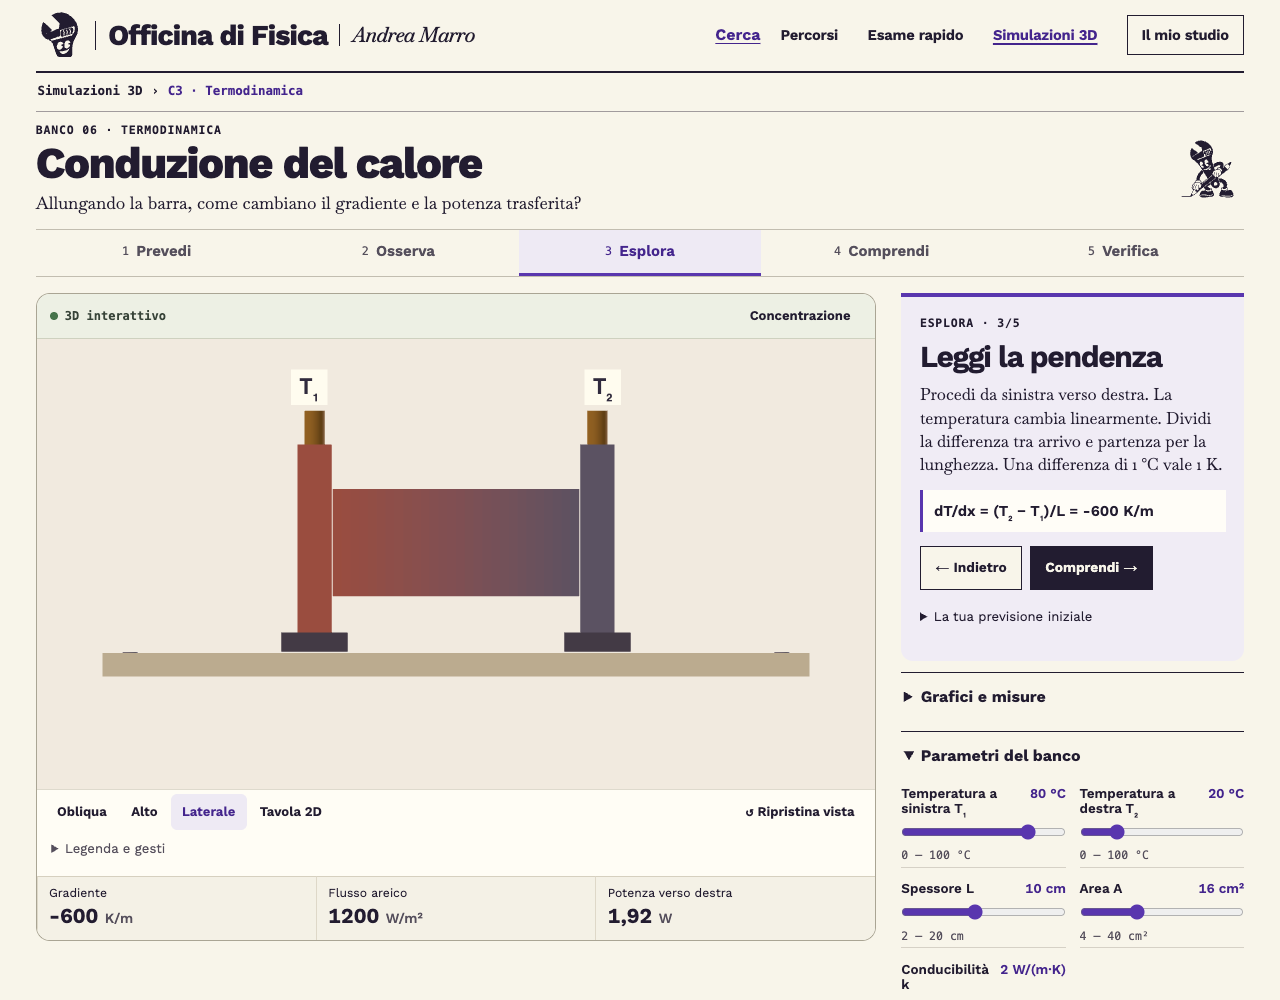 Officina di Fisica
Andrea Marro
Cerca
Percorsi
Esame rapido
Simulazioni 3D
Il mio studio
Simulazioni 3D › C3 · Termodinamica
BANCO 06 · TERMODINAMICA
Conduzione del calore
Allungando la barra, come cambiano il gradiente e la potenza trasferita?
1 Prevedi
2 Osserva
3 Esplora
4 Comprendi
5 Verifica
3D interattivo
Concentrazione
T₁
T₂
Obliqua
Alto
Laterale
Tavola 2D
↺ Ripristina vista
▶ Legenda e gesti
Gradiente
-600 K/m
Flusso areico
1200 W/m²
Potenza verso destra
1,92 W
ESPLORA · 3/5
Leggi la pendenza
Procedi da sinistra verso destra. La
temperatura cambia linearmente. Dividi
la differenza tra arrivo e partenza per la
lunghezza. Una differenza di 1 °C vale 1 K.
dT/dx = (T₂ − T₁)/L = -600 K/m
← Indietro
Comprendi →
▶ La tua previsione iniziale
▶ Grafici e misure
▼ Parametri del banco
Temperatura a
sinistra T₁
80 °C
0 — 100 °C
Temperatura a
destra T₂
20 °C
0 — 100 °C
Spessore L
10 cm
2 — 20 cm
Area A
16 cm²
4 — 40 cm²
Conducibilità
k
2 W/(m·K)